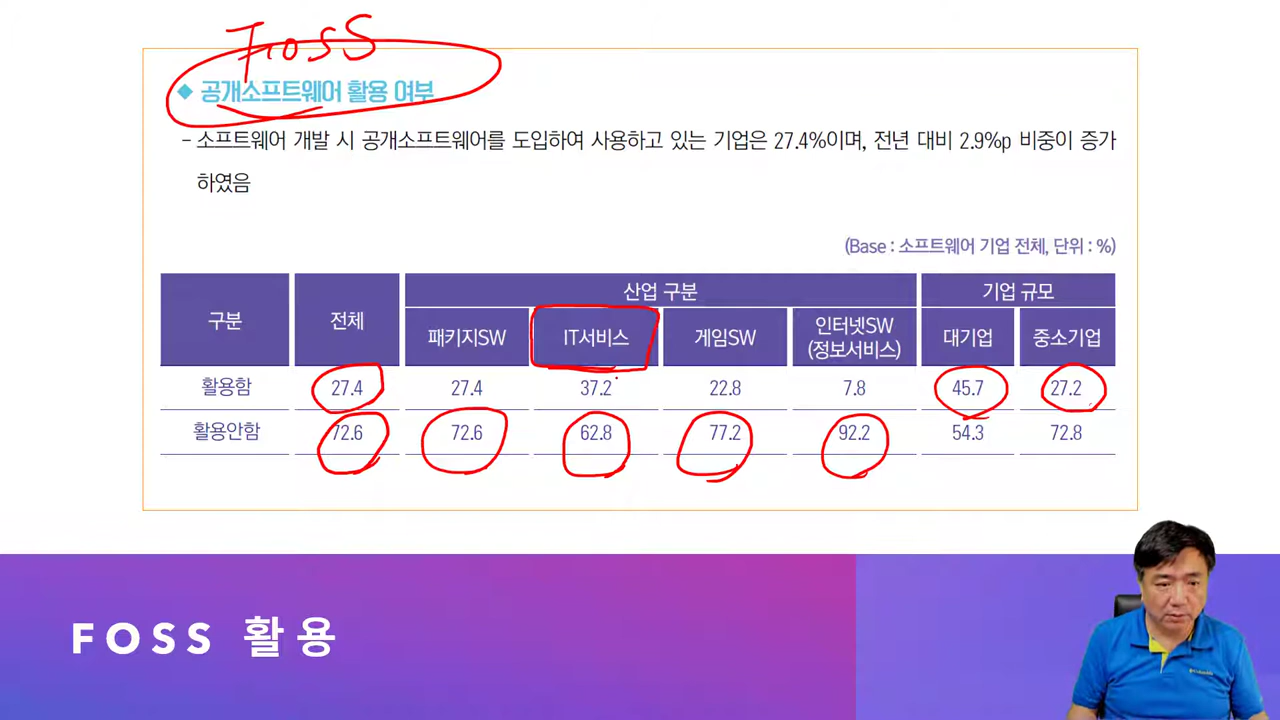 FOSS
◆ 공개소프트웨어 활용 여부
- 소프트웨어 개발 시 공개소프트웨어를 도입하여 사용하고 있는 기업은 27.4%이며, 전년 대비 2.9%p 비중이 증가
하였음
(Base : 소프트웨어 기업 전체, 단위 : %)
구분 전체 산업 구분 기업 규모
패키지SW IT서비스 게임SW 인터넷SW (정보서비스) 대기업 중소기업
활용함 27.4 27.4 37.2 22.8 7.8 45.7 27.2
활용안함 72.6 72.6 62.8 77.2 92.2 54.3 72.8
FOSS 활용
Columbia